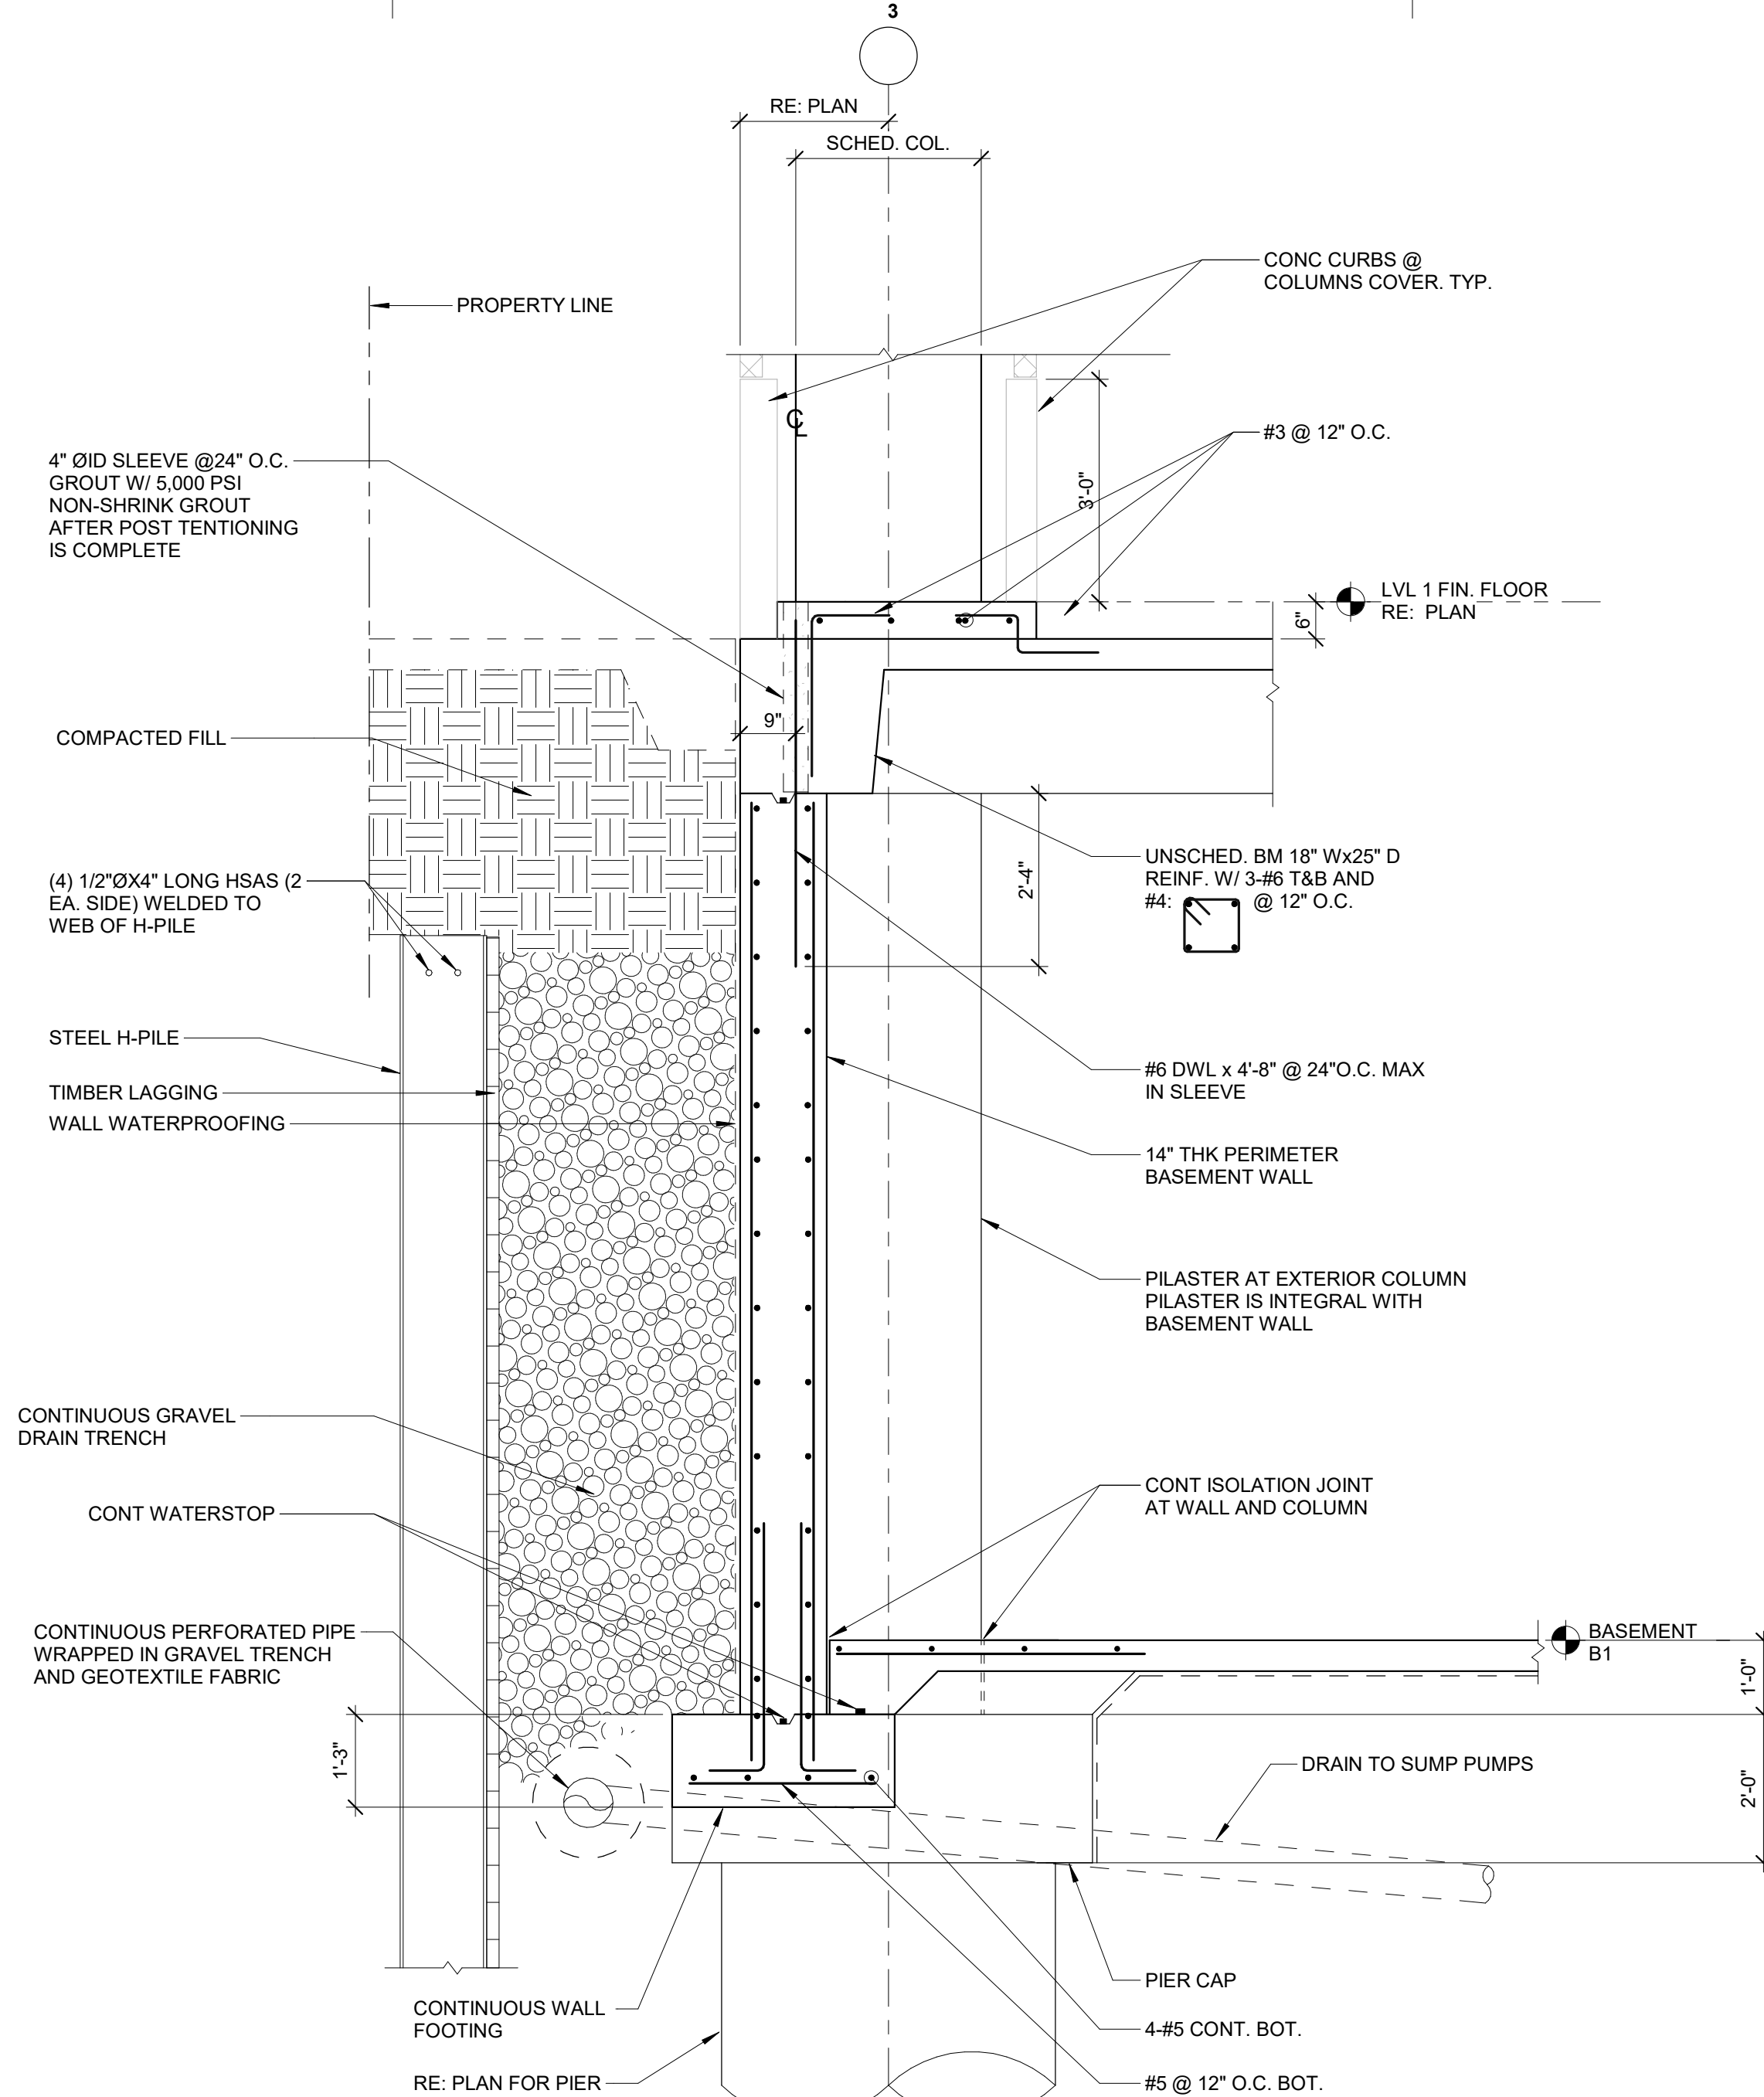 3
RE: PLAN
SCHED. COL.
CONC CURBS @
COLUMNS COVER. TYP.
PROPERTY LINE
℄
#3 @ 12" O.C.
4" ØID SLEEVE @24" O.C.
GROUT W/ 5,000 PSI
NON-SHRINK GROUT
AFTER POST TENTIONING
IS COMPLETE
3'-0"
LVL 1 FIN. FLOOR
RE: PLAN
6"
9"
COMPACTED FILL
2'-4"
UNSCHED. BM 18" Wx25" D
REINF. W/ 3-#6 T&B AND
#4: @ 12" O.C.
(4) 1/2"ØX4" LONG HSAS (2
EA. SIDE) WELDED TO
WEB OF H-PILE
STEEL H-PILE
#6 DWL x 4'-8" @ 24"O.C. MAX
IN SLEEVE
TIMBER LAGGING
WALL WATERPROOFING
14" THK PERIMETER
BASEMENT WALL
PILASTER AT EXTERIOR COLUMN
PILASTER IS INTEGRAL WITH
BASEMENT WALL
CONTINUOUS GRAVEL
DRAIN TRENCH
CONT ISOLATION JOINT
AT WALL AND COLUMN
CONT WATERSTOP
CONTINUOUS PERFORATED PIPE
WRAPPED IN GRAVEL TRENCH
AND GEOTEXTILE FABRIC
BASEMENT
B1
1'-0"
1'-3"
DRAIN TO SUMP PUMPS
2'-0"
PIER CAP
CONTINUOUS WALL
FOOTING
4-#5 CONT. BOT.
RE: PLAN FOR PIER
#5 @ 12" O.C. BOT.